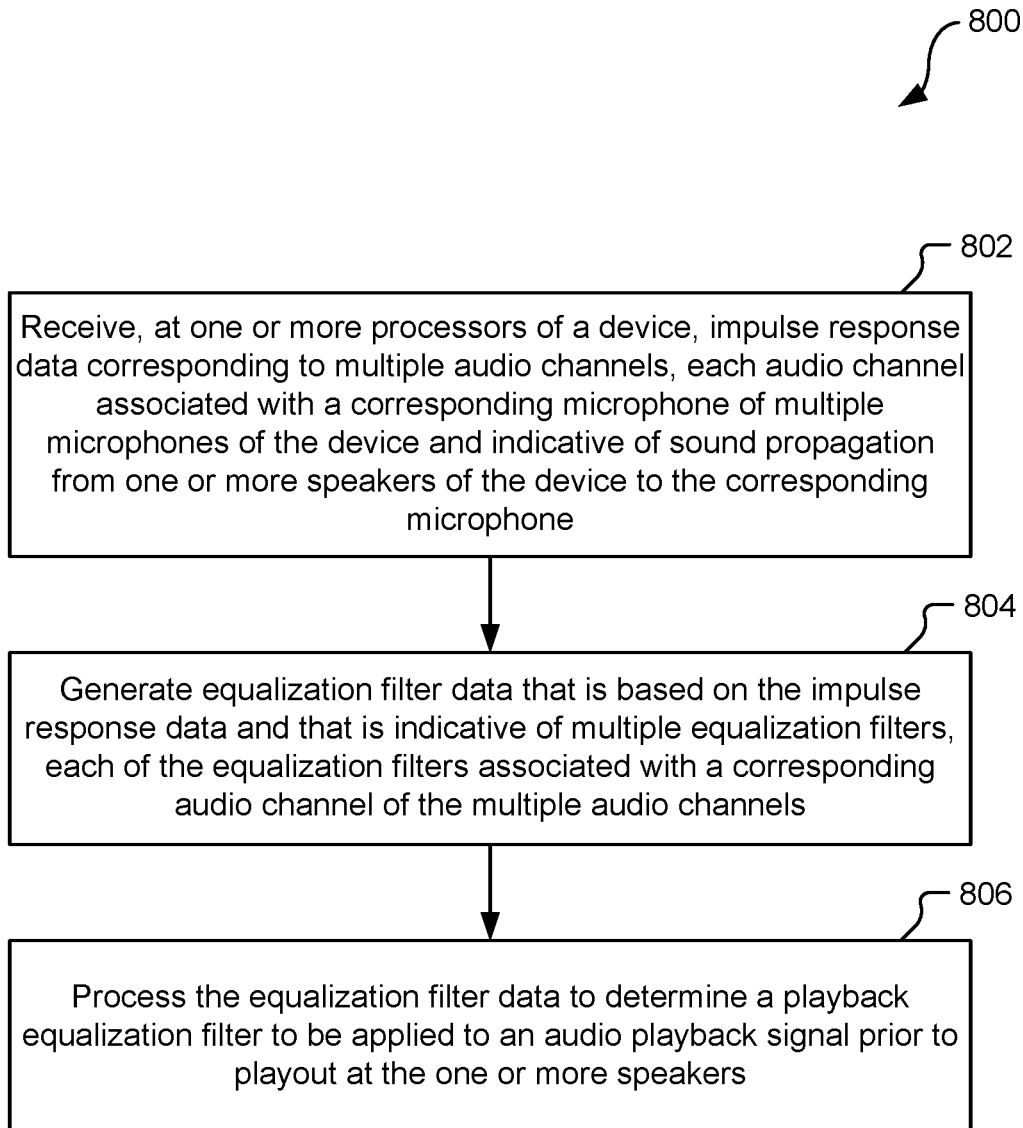 800
802
Receive, at one or more processors of a device, impulse response
data corresponding to multiple audio channels, each audio channel
associated with a corresponding microphone of multiple
microphones of the device and indicative of sound propagation
from one or more speakers of the device to the corresponding
microphone
804
Generate equalization filter data that is based on the impulse
response data and that is indicative of multiple equalization filters,
each of the equalization filters associated with a corresponding
audio channel of the multiple audio channels
806
Process the equalization filter data to determine a playback
equalization filter to be applied to an audio playback signal prior to
playout at the one or more speakers